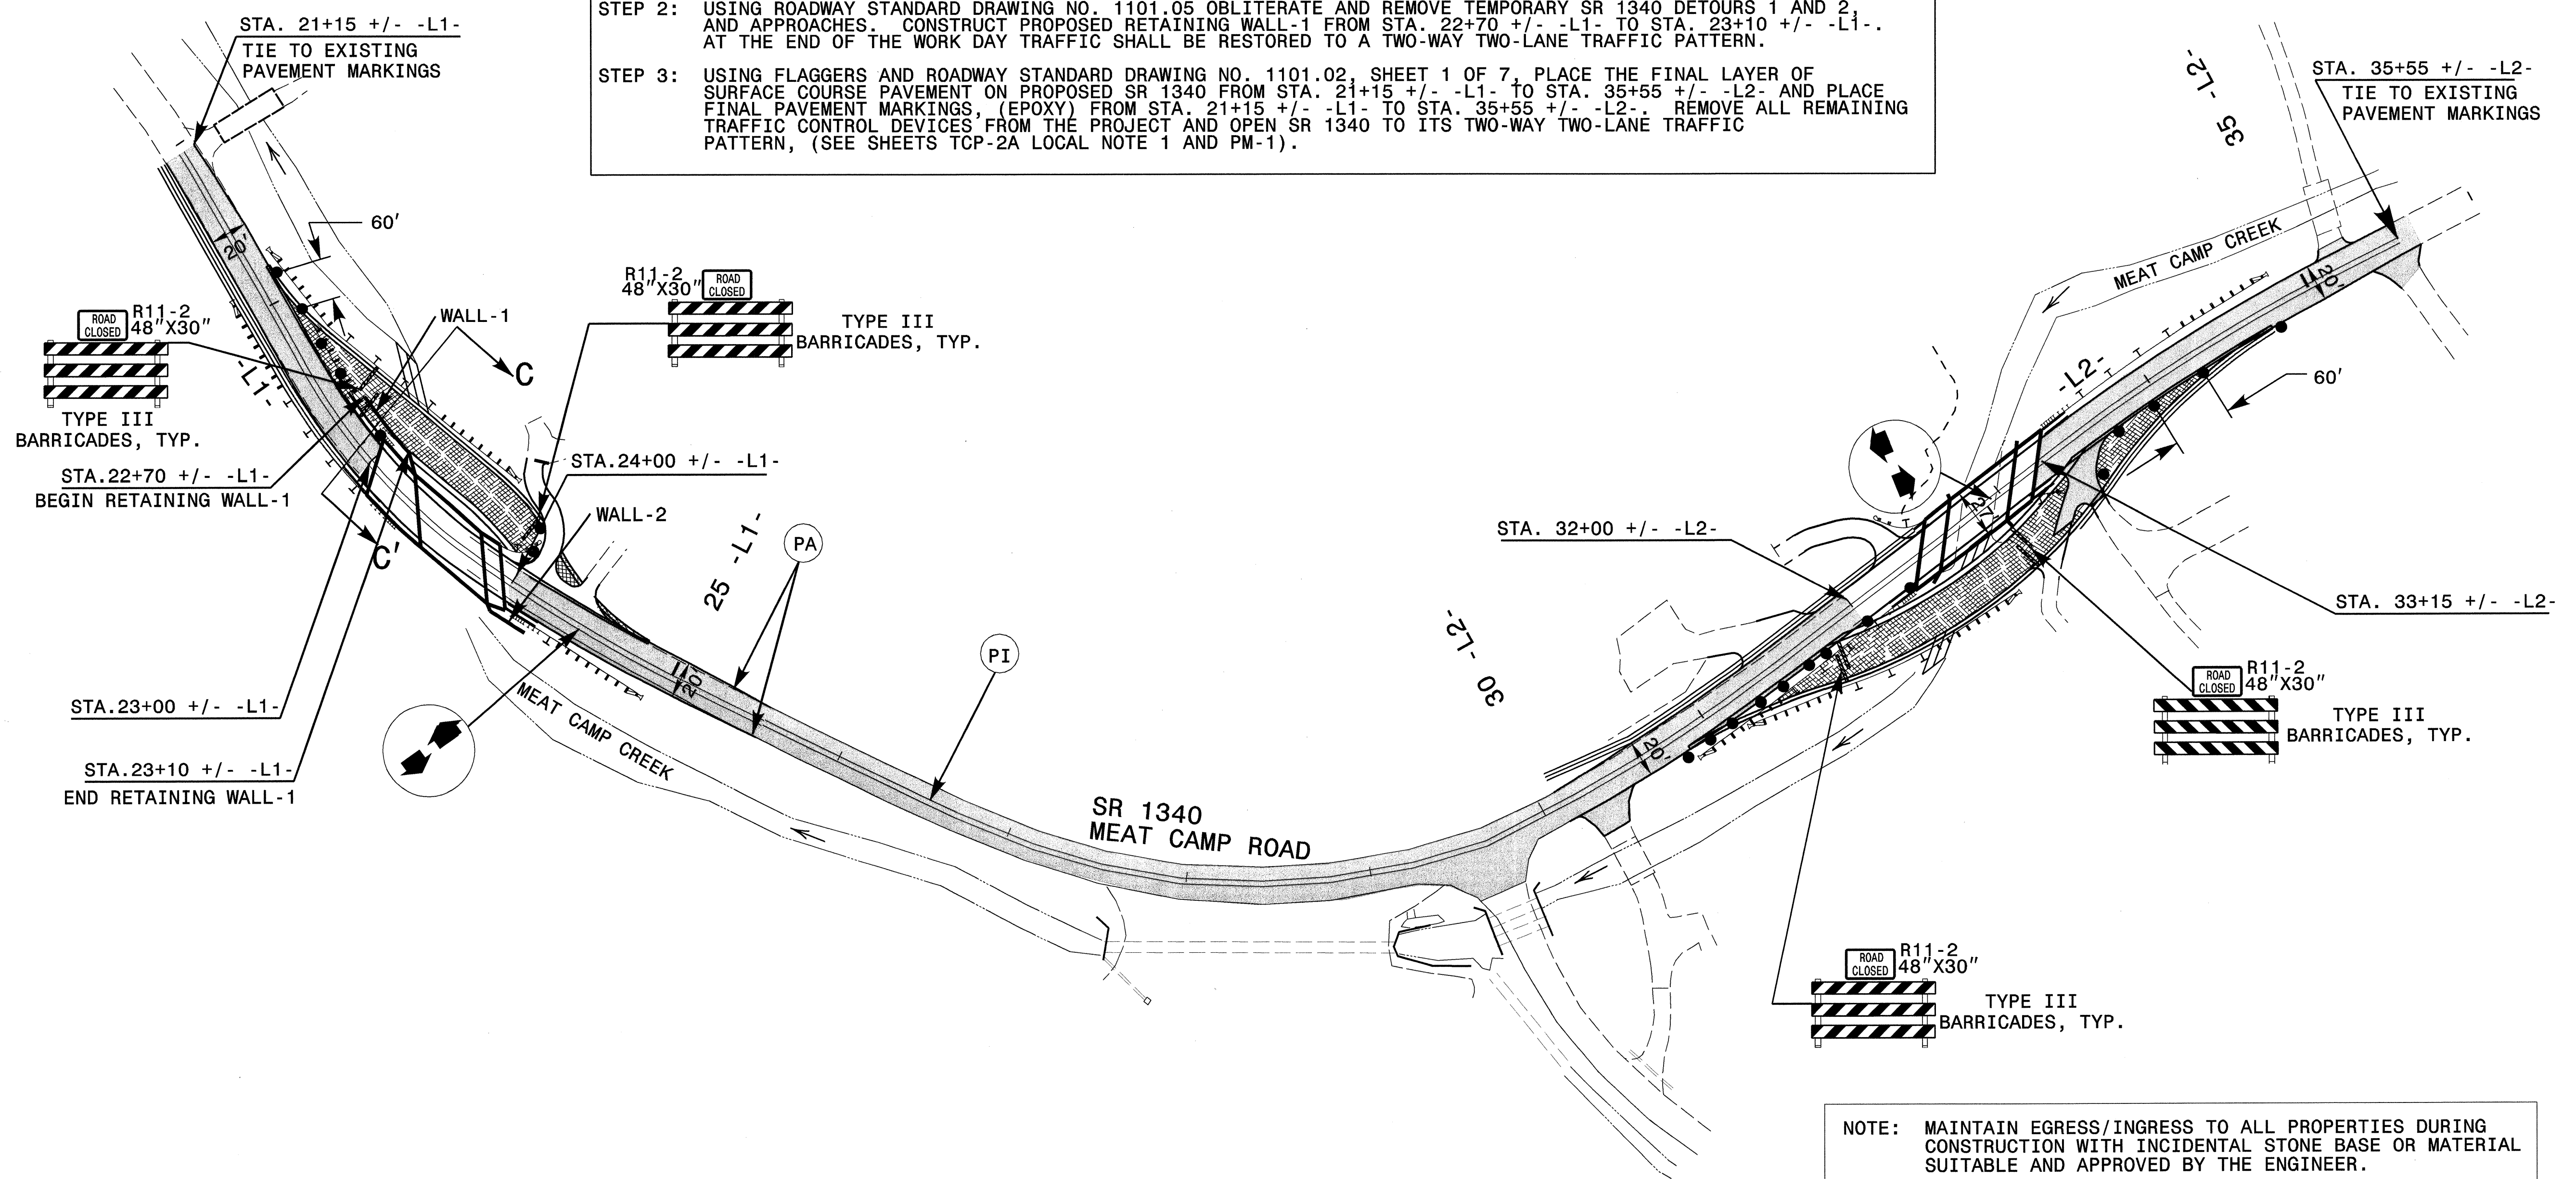 STEP 2: USING ROADWAY STANDARD DRAWING NO. 1101.05 OBLITERATE AND REMOVE TEMPORARY SR 1340 DETOURS 1 AND 2,
AND APPROACHES. CONSTRUCT PROPOSED RETAINING WALL-1 FROM STA. 22+70 +/- -L1- TO STA. 23+10 +/- -L1-.
AT THE END OF THE WORK DAY TRAFFIC SHALL BE RESTORED TO A TWO-WAY TWO-LANE TRAFFIC PATTERN.
STEP 3: USING FLAGGERS AND ROADWAY STANDARD DRAWING NO. 1101.02, SHEET 1 OF 7, PLACE THE FINAL LAYER OF
SURFACE COURSE PAVEMENT ON PROPOSED SR 1340 FROM STA. 21+15 +/- -L1- TO STA. 35+55 +/- -L2- AND PLACE
FINAL PAVEMENT MARKINGS, (EPOXY) FROM STA. 21+15 +/- -L1- TO STA. 35+55 +/- -L2-. REMOVE ALL REMAINING
TRAFFIC CONTROL DEVICES FROM THE PROJECT AND OPEN SR 1340 TO ITS TWO-WAY TWO-LANE TRAFFIC
PATTERN, (SEE SHEETS TCP-2A LOCAL NOTE 1 AND PM-1).
STA. 21+15 +/- -L1-
TIE TO EXISTING
PAVEMENT MARKINGS
35 -L2-
STA. 35+55 +/- -L2-
TIE TO EXISTING
PAVEMENT MARKINGS
60'
20'
MEAT CAMP CREEK
20'
R11-2
48"X30"
ROAD
CLOSED
TYPE III
BARRICADES, TYP.
ROAD
CLOSED
R11-2
48"X30"
TYPE III
BARRICADES, TYP.
WALL-1
C
-L1-
-L2-
60'
STA.22+70 +/- -L1-
BEGIN RETAINING WALL-1
STA.24+00 +/- -L1-
WALL-2
C'
25 -L1-
PA
STA. 32+00 +/- -L2-
27'
STA. 33+15 +/- -L2-
30 -L2-
PI
20'
STA.23+00 +/- -L1-
STA.23+10 +/- -L1-
END RETAINING WALL-1
MEAT CAMP CREEK
20'
ROAD
CLOSED
R11-2
48"X30"
TYPE III
BARRICADES, TYP.
SR 1340
MEAT CAMP ROAD
ROAD
CLOSED
R11-2
48"X30"
TYPE III
BARRICADES, TYP.
NOTE: MAINTAIN EGRESS/INGRESS TO ALL PROPERTIES DURING
CONSTRUCTION WITH INCIDENTAL STONE BASE OR MATERIAL
SUITABLE AND APPROVED BY THE ENGINEER.